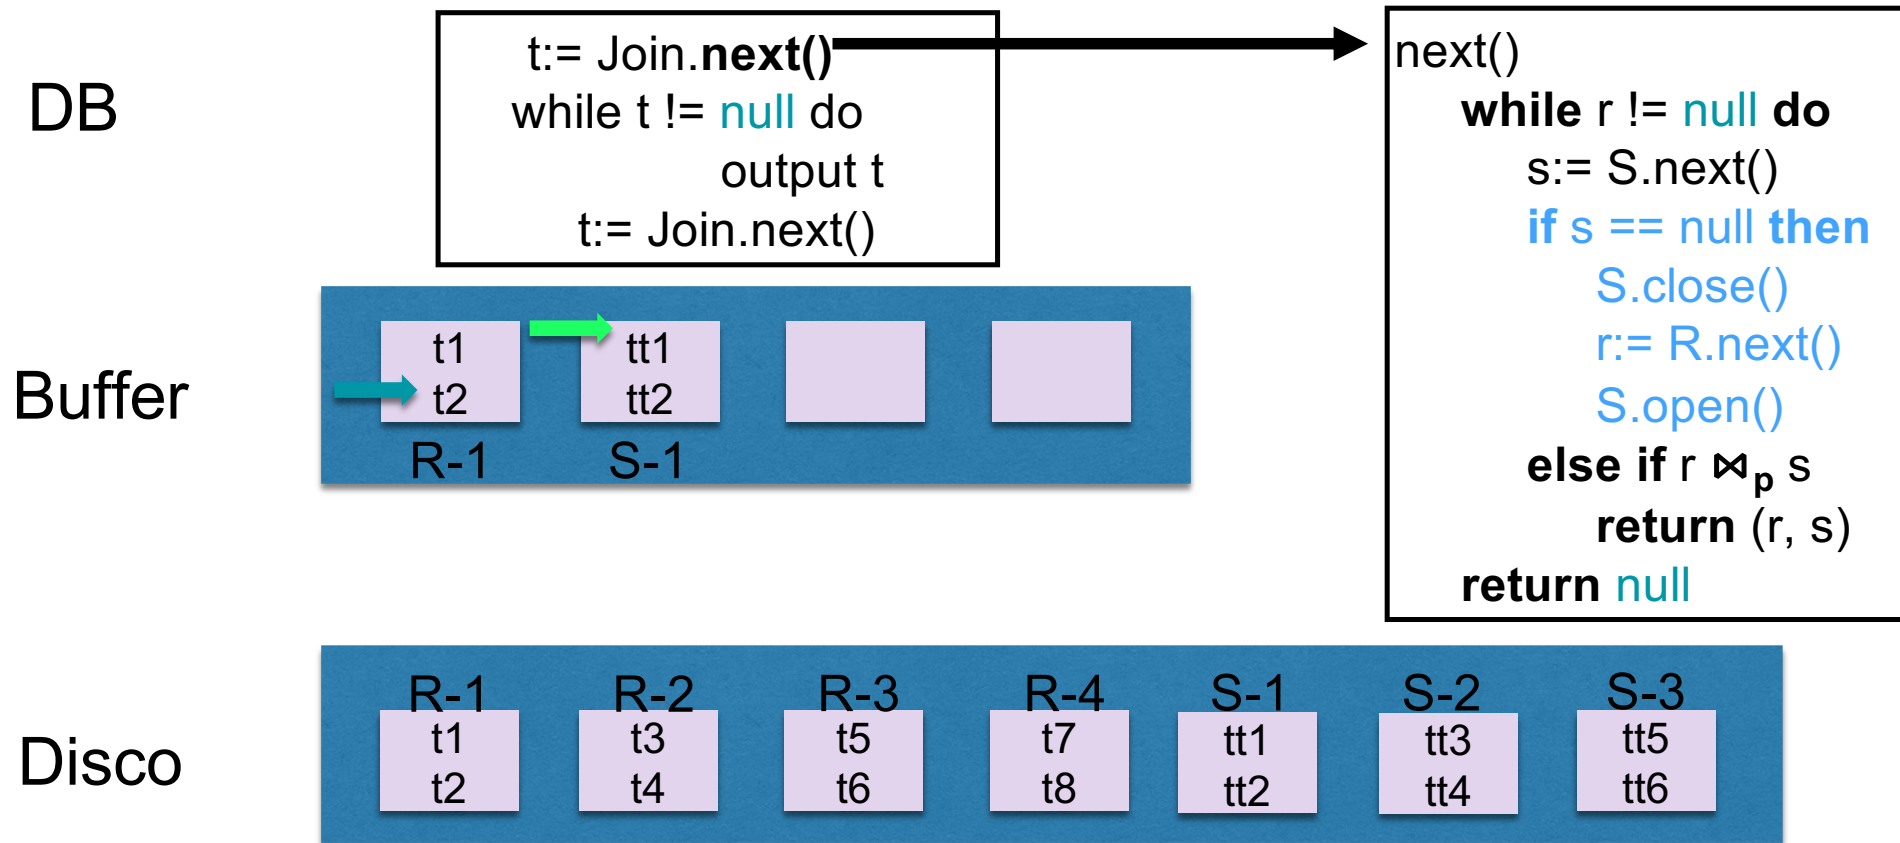 DB
t:= Join.next()
while t != null do
output t
t:= Join.next()
next()
while r != null do
s:= S.next()
if s == null then
S.close()
r:= R.next()
S.open()
else if r ⋈p s
return (r, s)
return null
Buffer
t1
t2
R-1
tt1
tt2
S-1
Disco
R-1
t1
t2
R-2
t3
t4
R-3
t5
t6
R-4
t7
t8
S-1
tt1
tt2
S-2
tt3
tt4
S-3
tt5
tt6